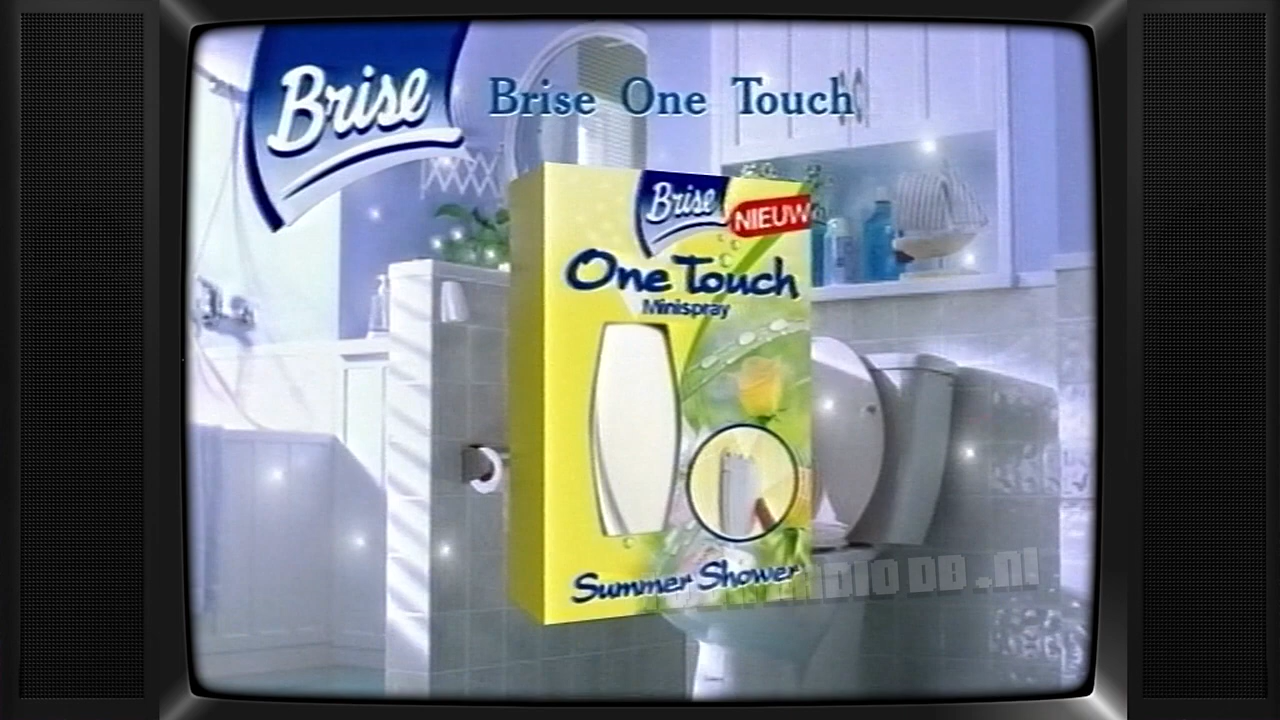 Brise
Brise One Touch
Brise
NIEUW
One Touch
Minispray
Summer Shower